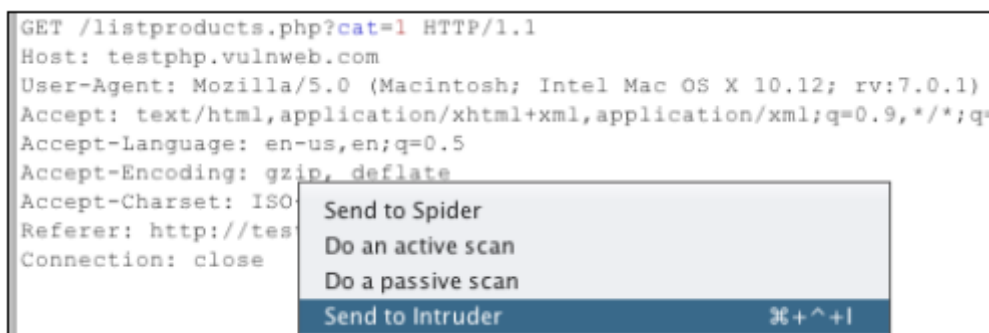 GET /listproducts.php?cat=1 HTTP/1.1
Host: testphp.vulnweb.com
User-Agent: Mozilla/5.0 (Macintosh; Intel Mac OS X 10.12; rv:7.0.1)
Accept: text/html,application/xhtml+xml,application/xml;q=0.9,*/*;q=
Accept-Language: en-us,en;q=0.5
Accept-Encoding: gzip, deflate
Accept-Charset: ISO-
Referer: http://tes
Connection: close
Send to Spider
Do an active scan
Do a passive scan
Send to Intruder ⌘+^+I